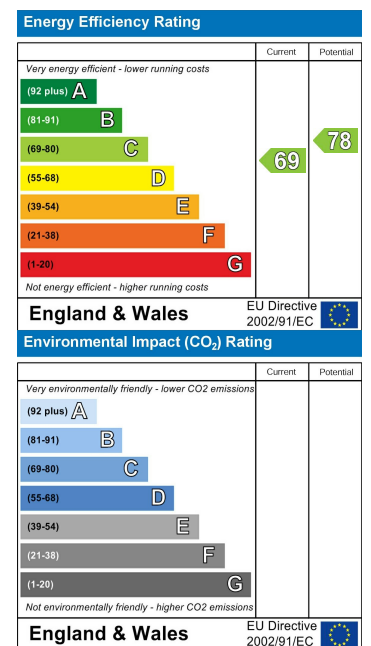 Energy Efficiency Rating
Current Potential
Very energy efficient - lower running costs
(92 plus) A
(81-91) B
(69-80) C
(55-68) D
(39-54) E
(21-38) F
(1-20) G
69
78
Not energy efficient - higher running costs
England & Wales
EU Directive
2002/91/EC
Environmental Impact (CO₂) Rating
Current Potential
Very environmentally friendly - lower CO2 emissions
(92 plus) A
(81-91) B
(69-80) C
(55-68) D
(39-54) E
(21-38) F
(1-20) G
Not environmentally friendly - higher CO2 emissions
England & Wales
EU Directive
2002/91/EC